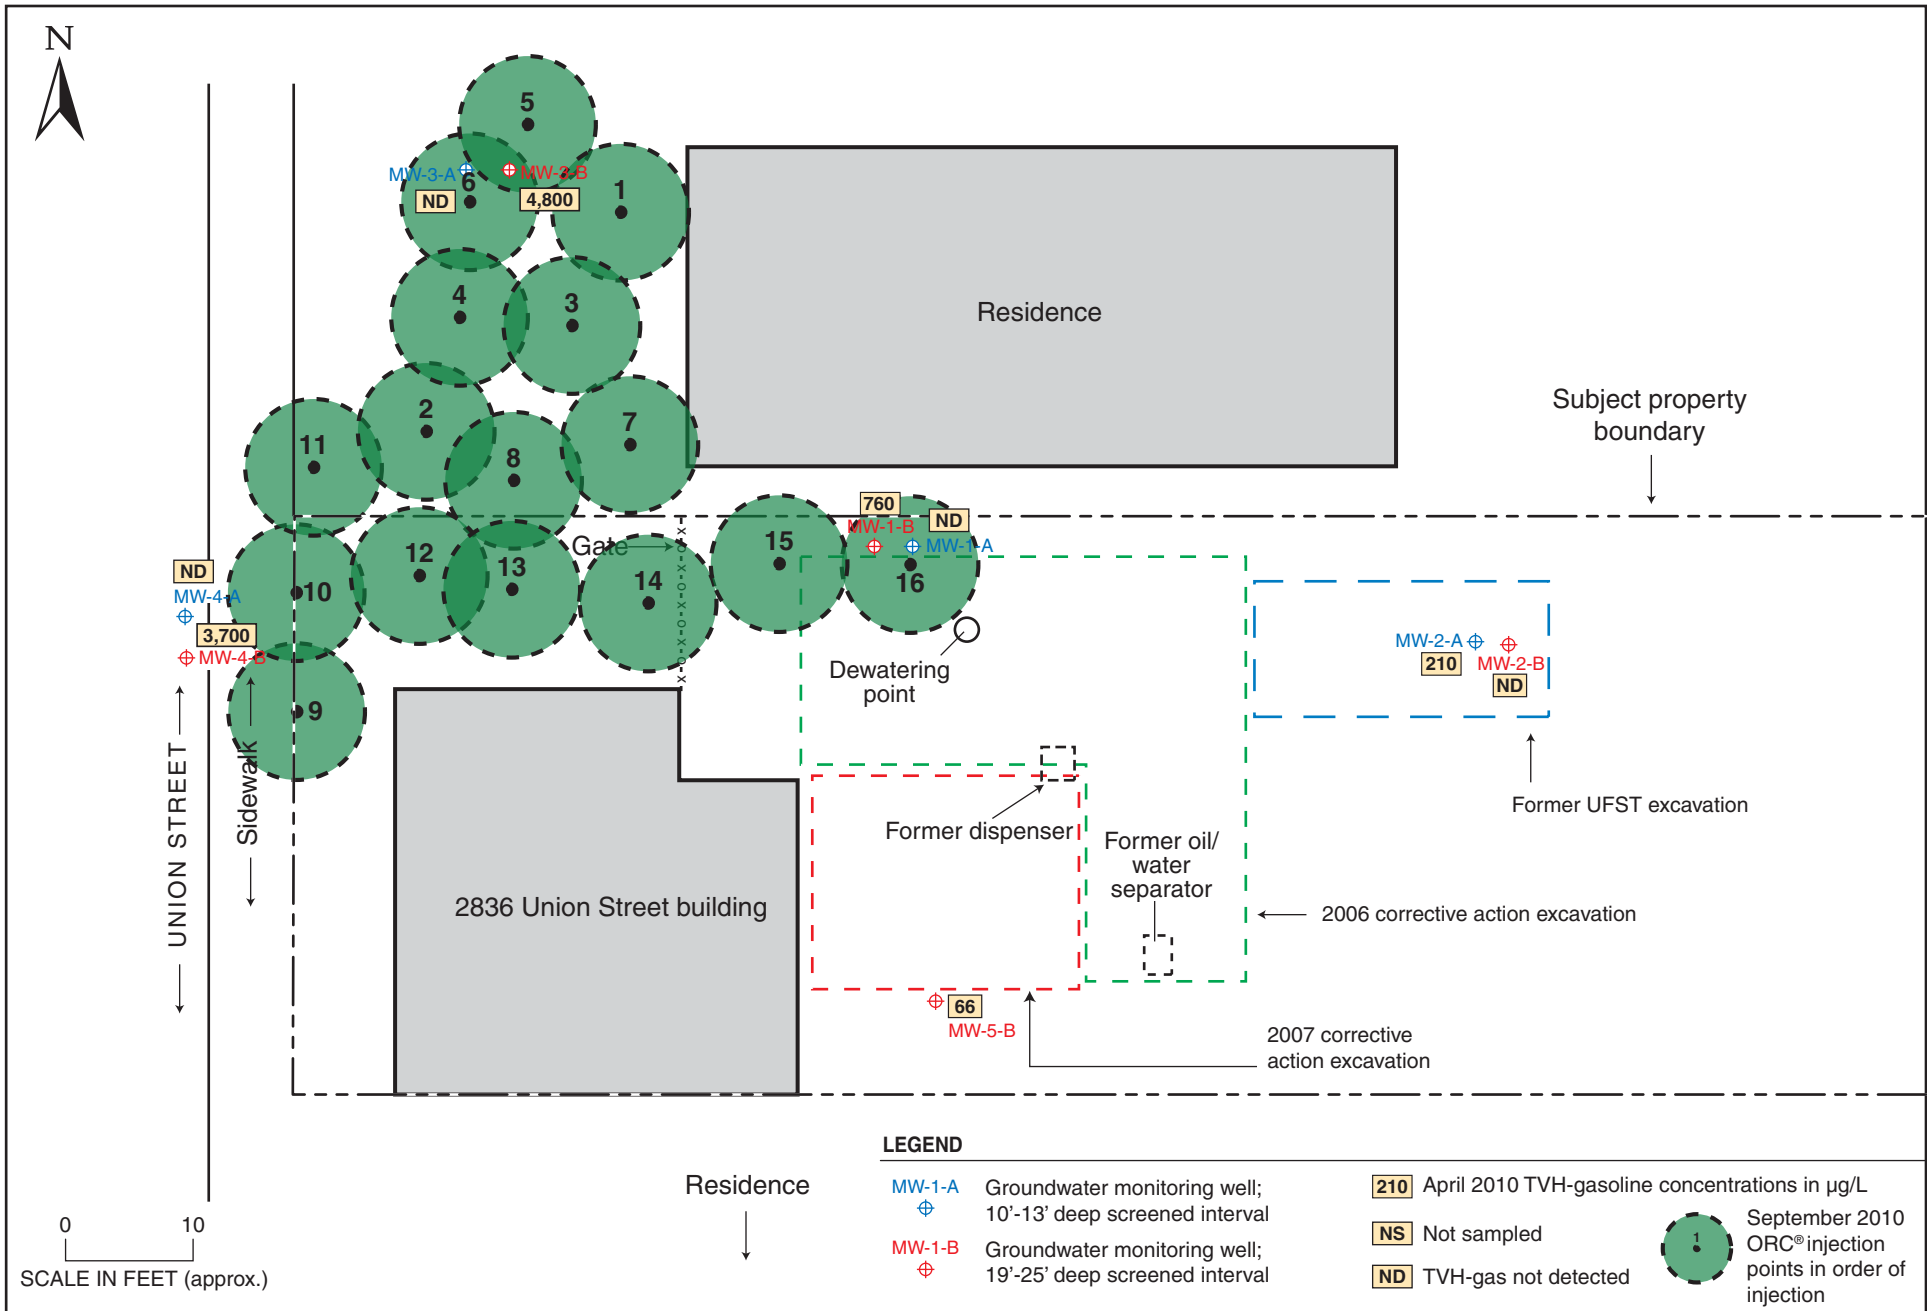 N
5
MW-3-A
6
MW-3-B
1
ND
4,800
4
3
Residence
Subject property
boundary
2
7
11
8
760
ND
MW-1-B
MW-1-A
Gate
15
16
12
13
14
10
ND
MW-4-A
3,700
MW-4-B
9
MW-2-A
210
MW-2-B
ND
Dewatering
point
UNION STREET
Sidewalk
Former UFST excavation
Former dispenser
Former oil/
water
separator
2836 Union Street building
2006 corrective action excavation
66
MW-5-B
2007 corrective
action excavation
Residence
0 10
SCALE IN FEET (approx.)
LEGEND
MW-1-A
Groundwater monitoring well;
10'-13' deep screened interval
MW-1-B
Groundwater monitoring well;
19'-25' deep screened interval
210 April 2010 TVH-gasoline concentrations in µg/L
NS Not sampled
ND TVH-gas not detected
1
September 2010
ORC® injection
points in order of
injection